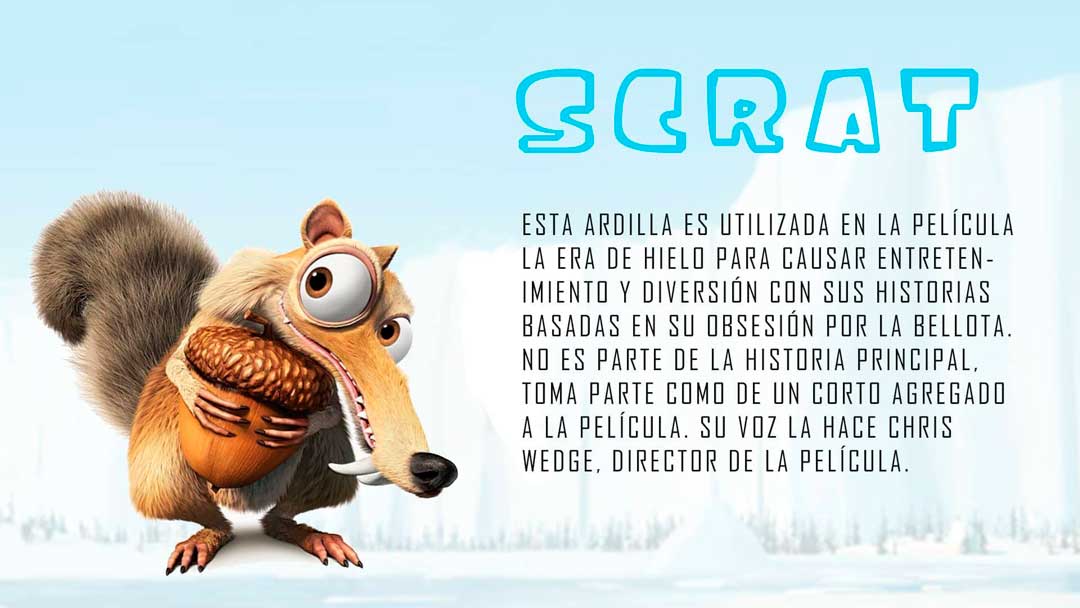 SCRAT
ESTA ARDILLA ES UTILIZADA EN LA PELÍCULA
LA ERA DE HIELO PARA CAUSAR ENTRETEN-
IMIENTO Y DIVERSIÓN CON SUS HISTORIAS
BASADAS EN SU OBSESIÓN POR LA BELLOTA.
NO ES PARTE DE LA HISTORIA PRINCIPAL,
TOMA PARTE COMO DE UN CORTO AGREGADO
A LA PELÍCULA. SU VOZ LA HACE CHRIS
WEDGE, DIRECTOR DE LA PELÍCULA.